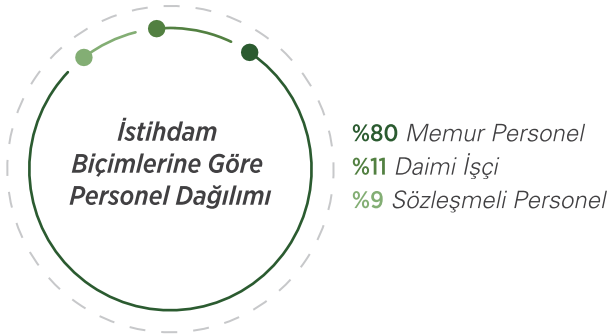 İstihdam
Biçimlerine Göre
Personel Dağılımı
%80 Memur Personel
%11 Daimi İşçi
%9 Sözleşmeli Personel